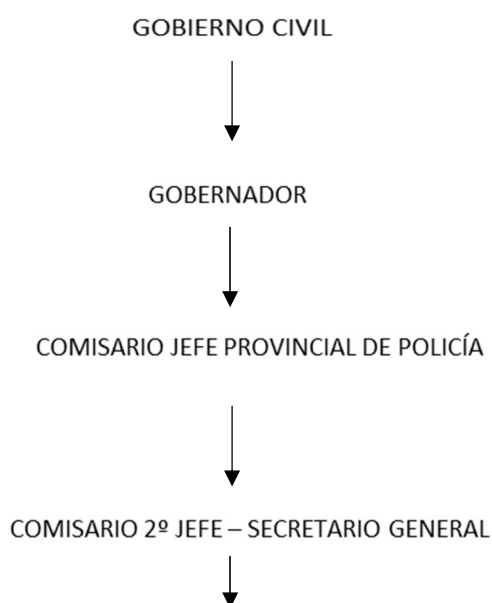 GOBIERNO CIVIL
GOBERNADOR
COMISARIO JEFE PROVINCIAL DE POLICÍA
COMISARIO 2º JEFE – SECRETARIO GENERAL